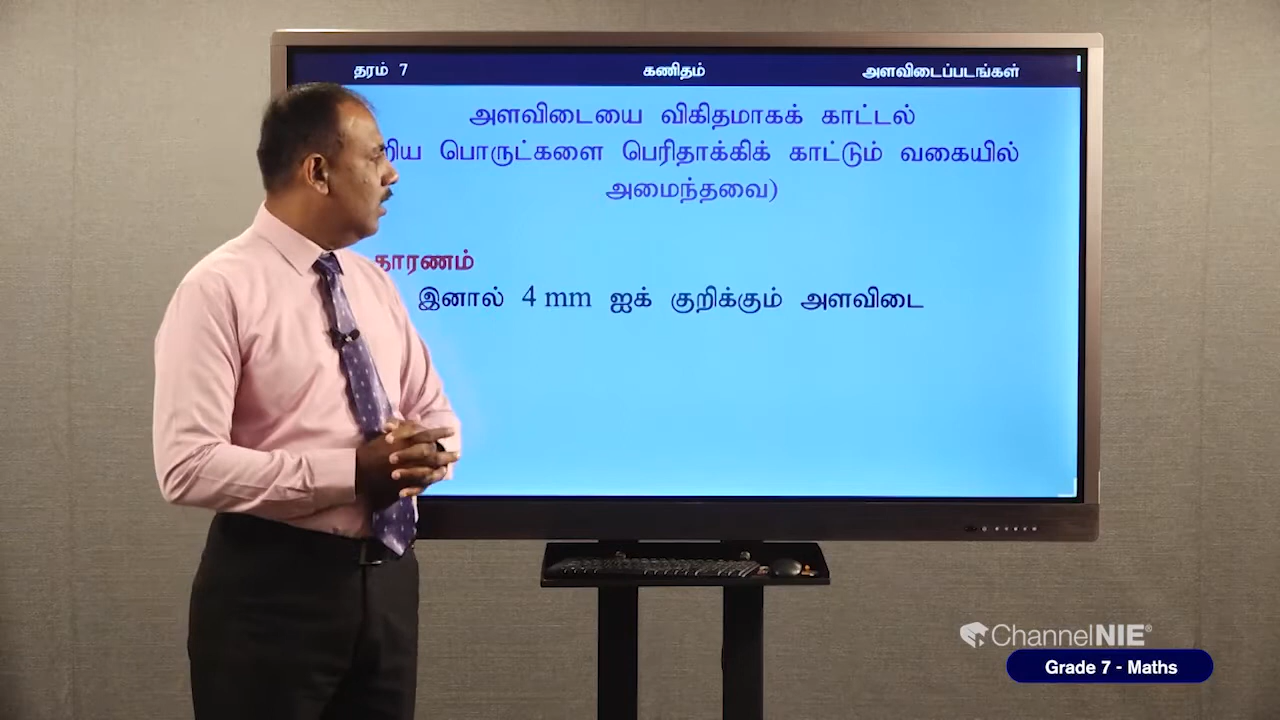 தரம் 7 கணிதம் அளவிடைப்படங்கள்
அளவிடையை விகிதமாகக் காட்டல்
பொருட்களை பெரிதாக்கிக் காட்டும் வகையில்
அமைந்தவை)
காரணம்
இனால் 4 mm ஐக் குறிக்கும் அளவிடை
ChannelNIE®
Grade 7 - Maths